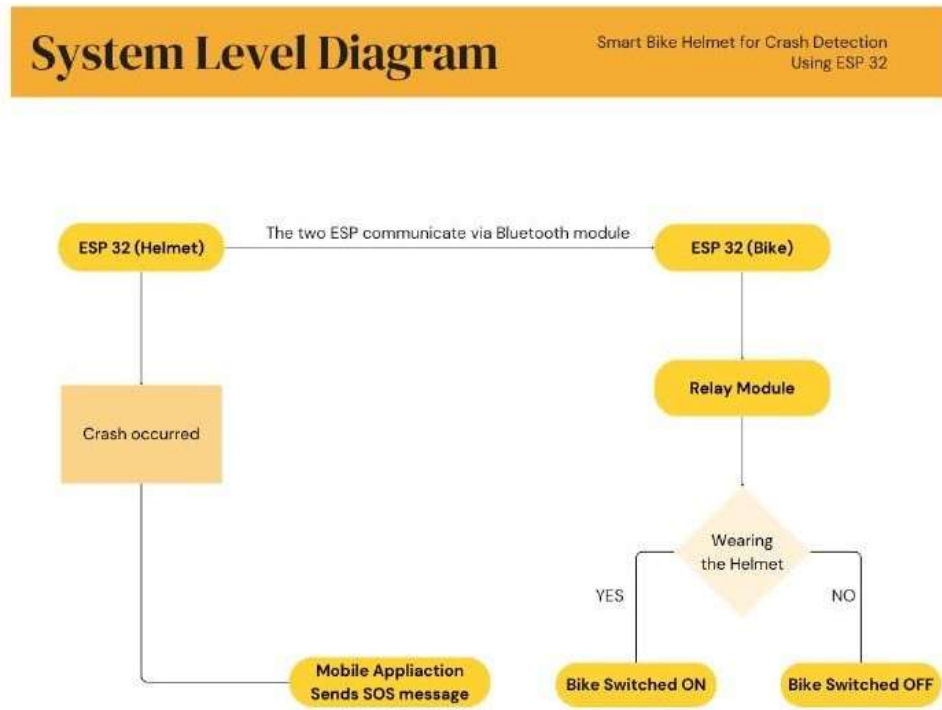 System Level Diagram
Smart Bike Helmet for Crash Detection
Using ESP 32
ESP 32 (Helmet)
The two ESP communicate via Bluetooth module
ESP 32 (Bike)
Relay Module
Crash occurred
Wearing
the Helmet
YES
NO
Mobile Appliaction
Sends SOS message
Bike Switched ON
Bike Switched OFF